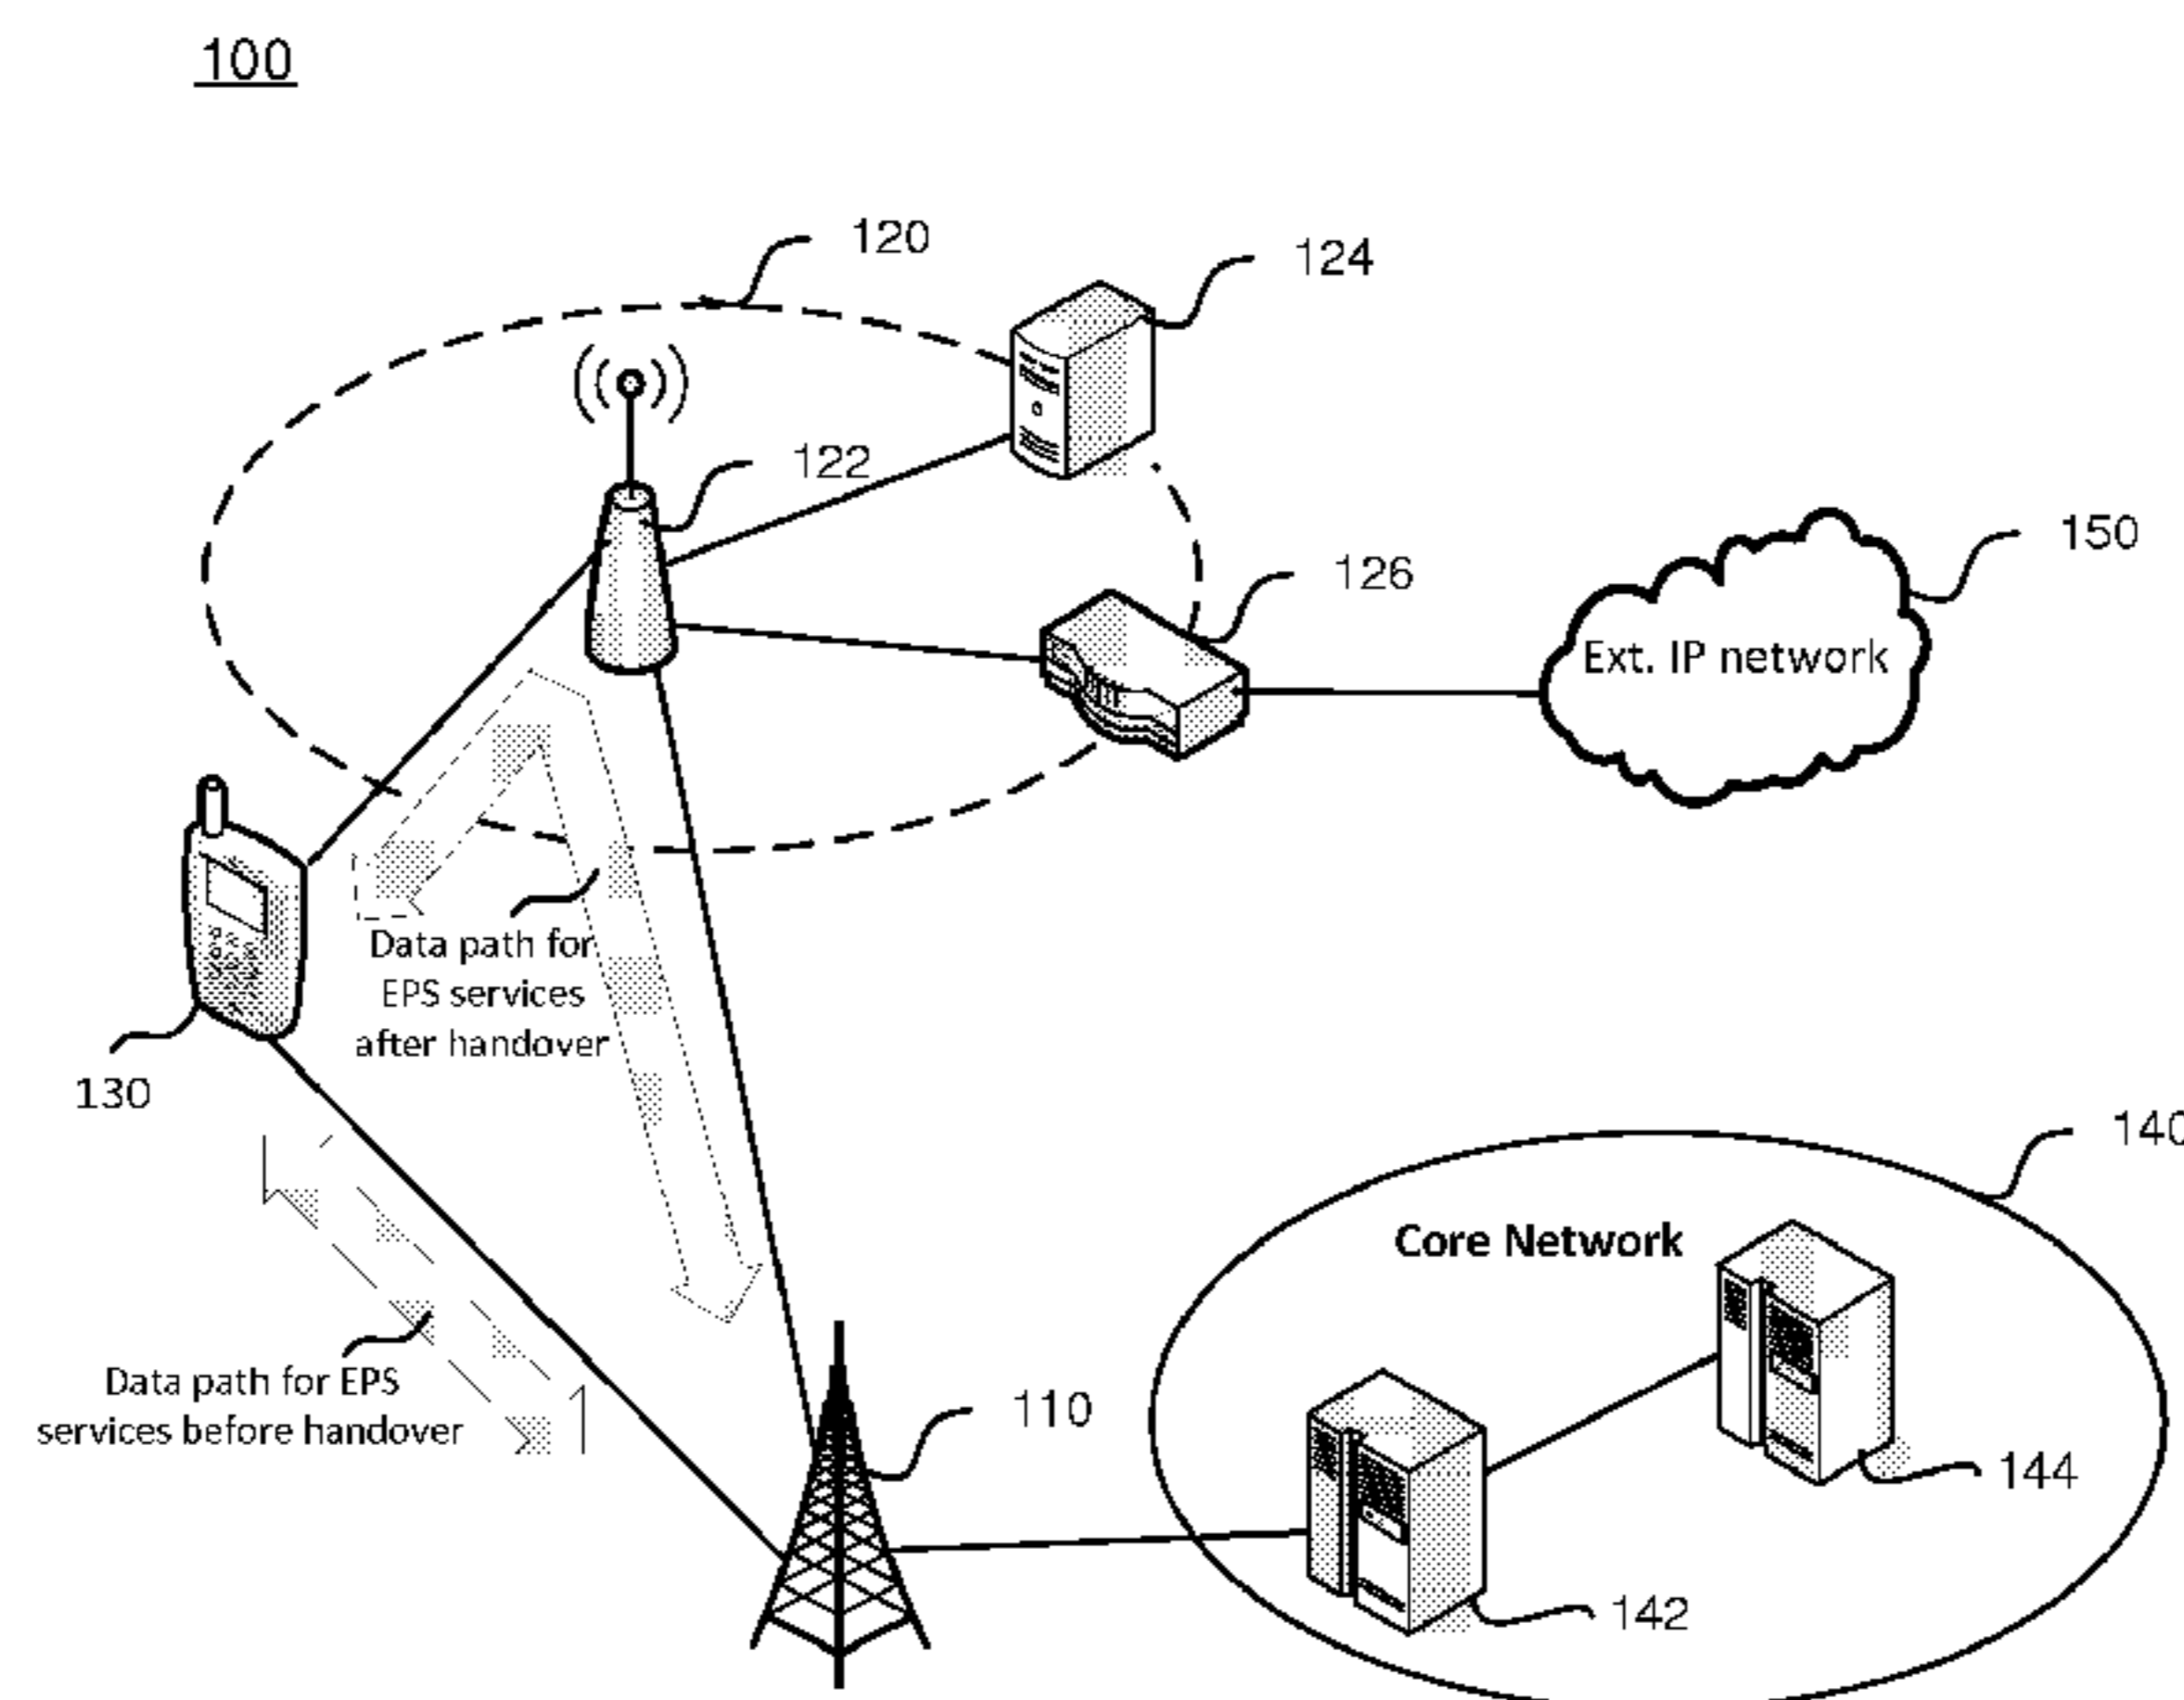 100
120
124
122
126
150
Ext. IP network
Data path for
EPS services
after handover
130
140
Core Network
Data path for EPS
services before handover
110
144
142